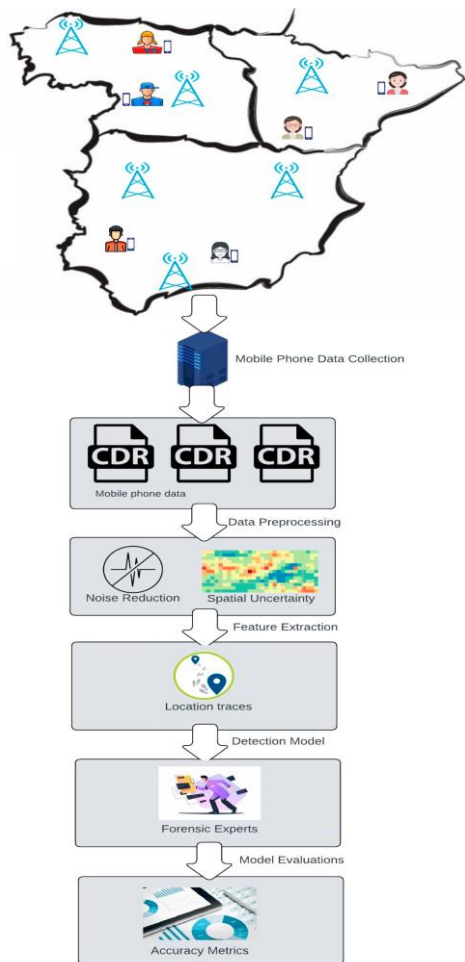 Mobile Phone Data Collection
CDR CDR CDR
Mobile phone data
Data Preprocessing
Noise Reduction Spatial Uncertainty
Feature Extraction
Location traces
Detection Model
Forensic Experts
Model Evaluations
Accuracy Metrics